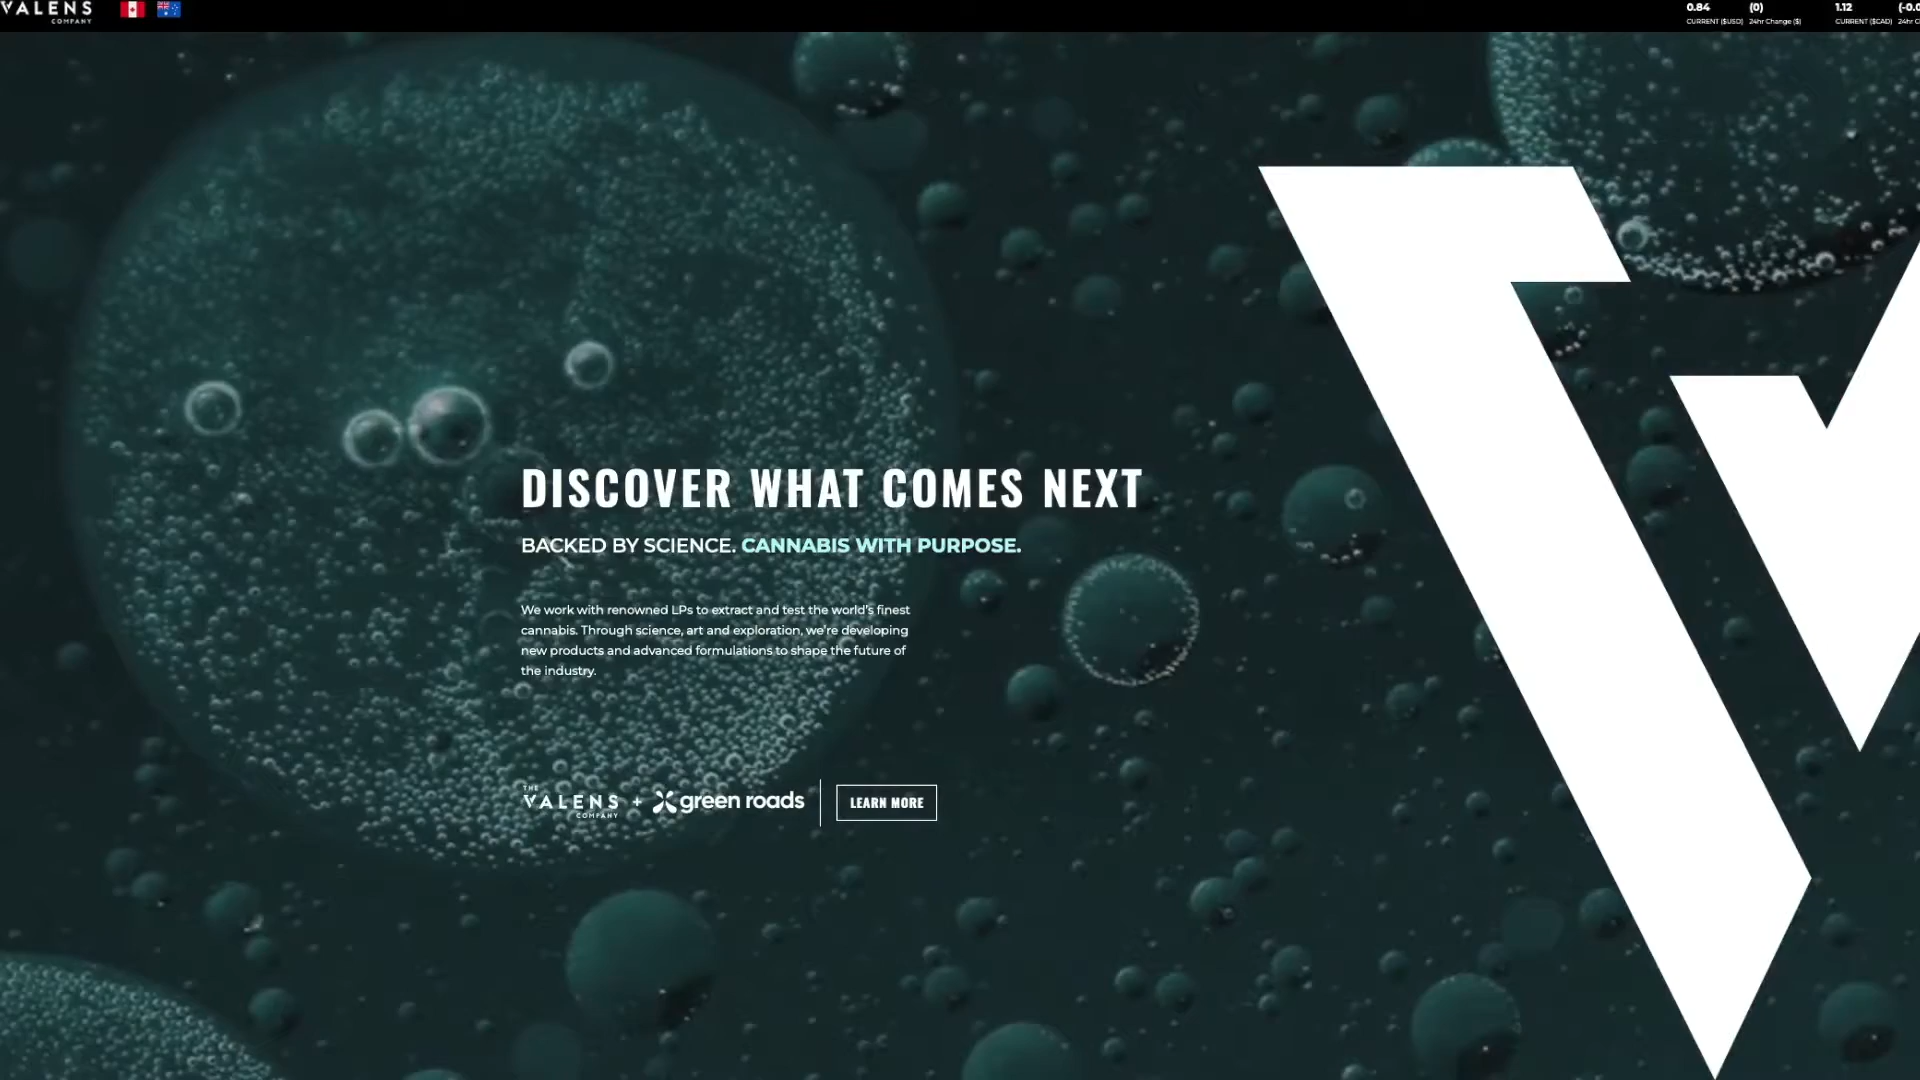 VALENS
COMPANY
0.84 (0) 1.12
CURRENT ($USD) 24hr Change ($) CURRENT ($CAD) 24hr
DISCOVER WHAT COMES NEXT
BACKED BY SCIENCE. CANNABIS WITH PURPOSE.
We work with renowned LPs to extract and test the world's finest
cannabis. Through science, art and exploration, we're developing
new products and advanced formulations to shape the future of
the industry.
THE
VALENS + green roads LEARN MORE
COMPANY